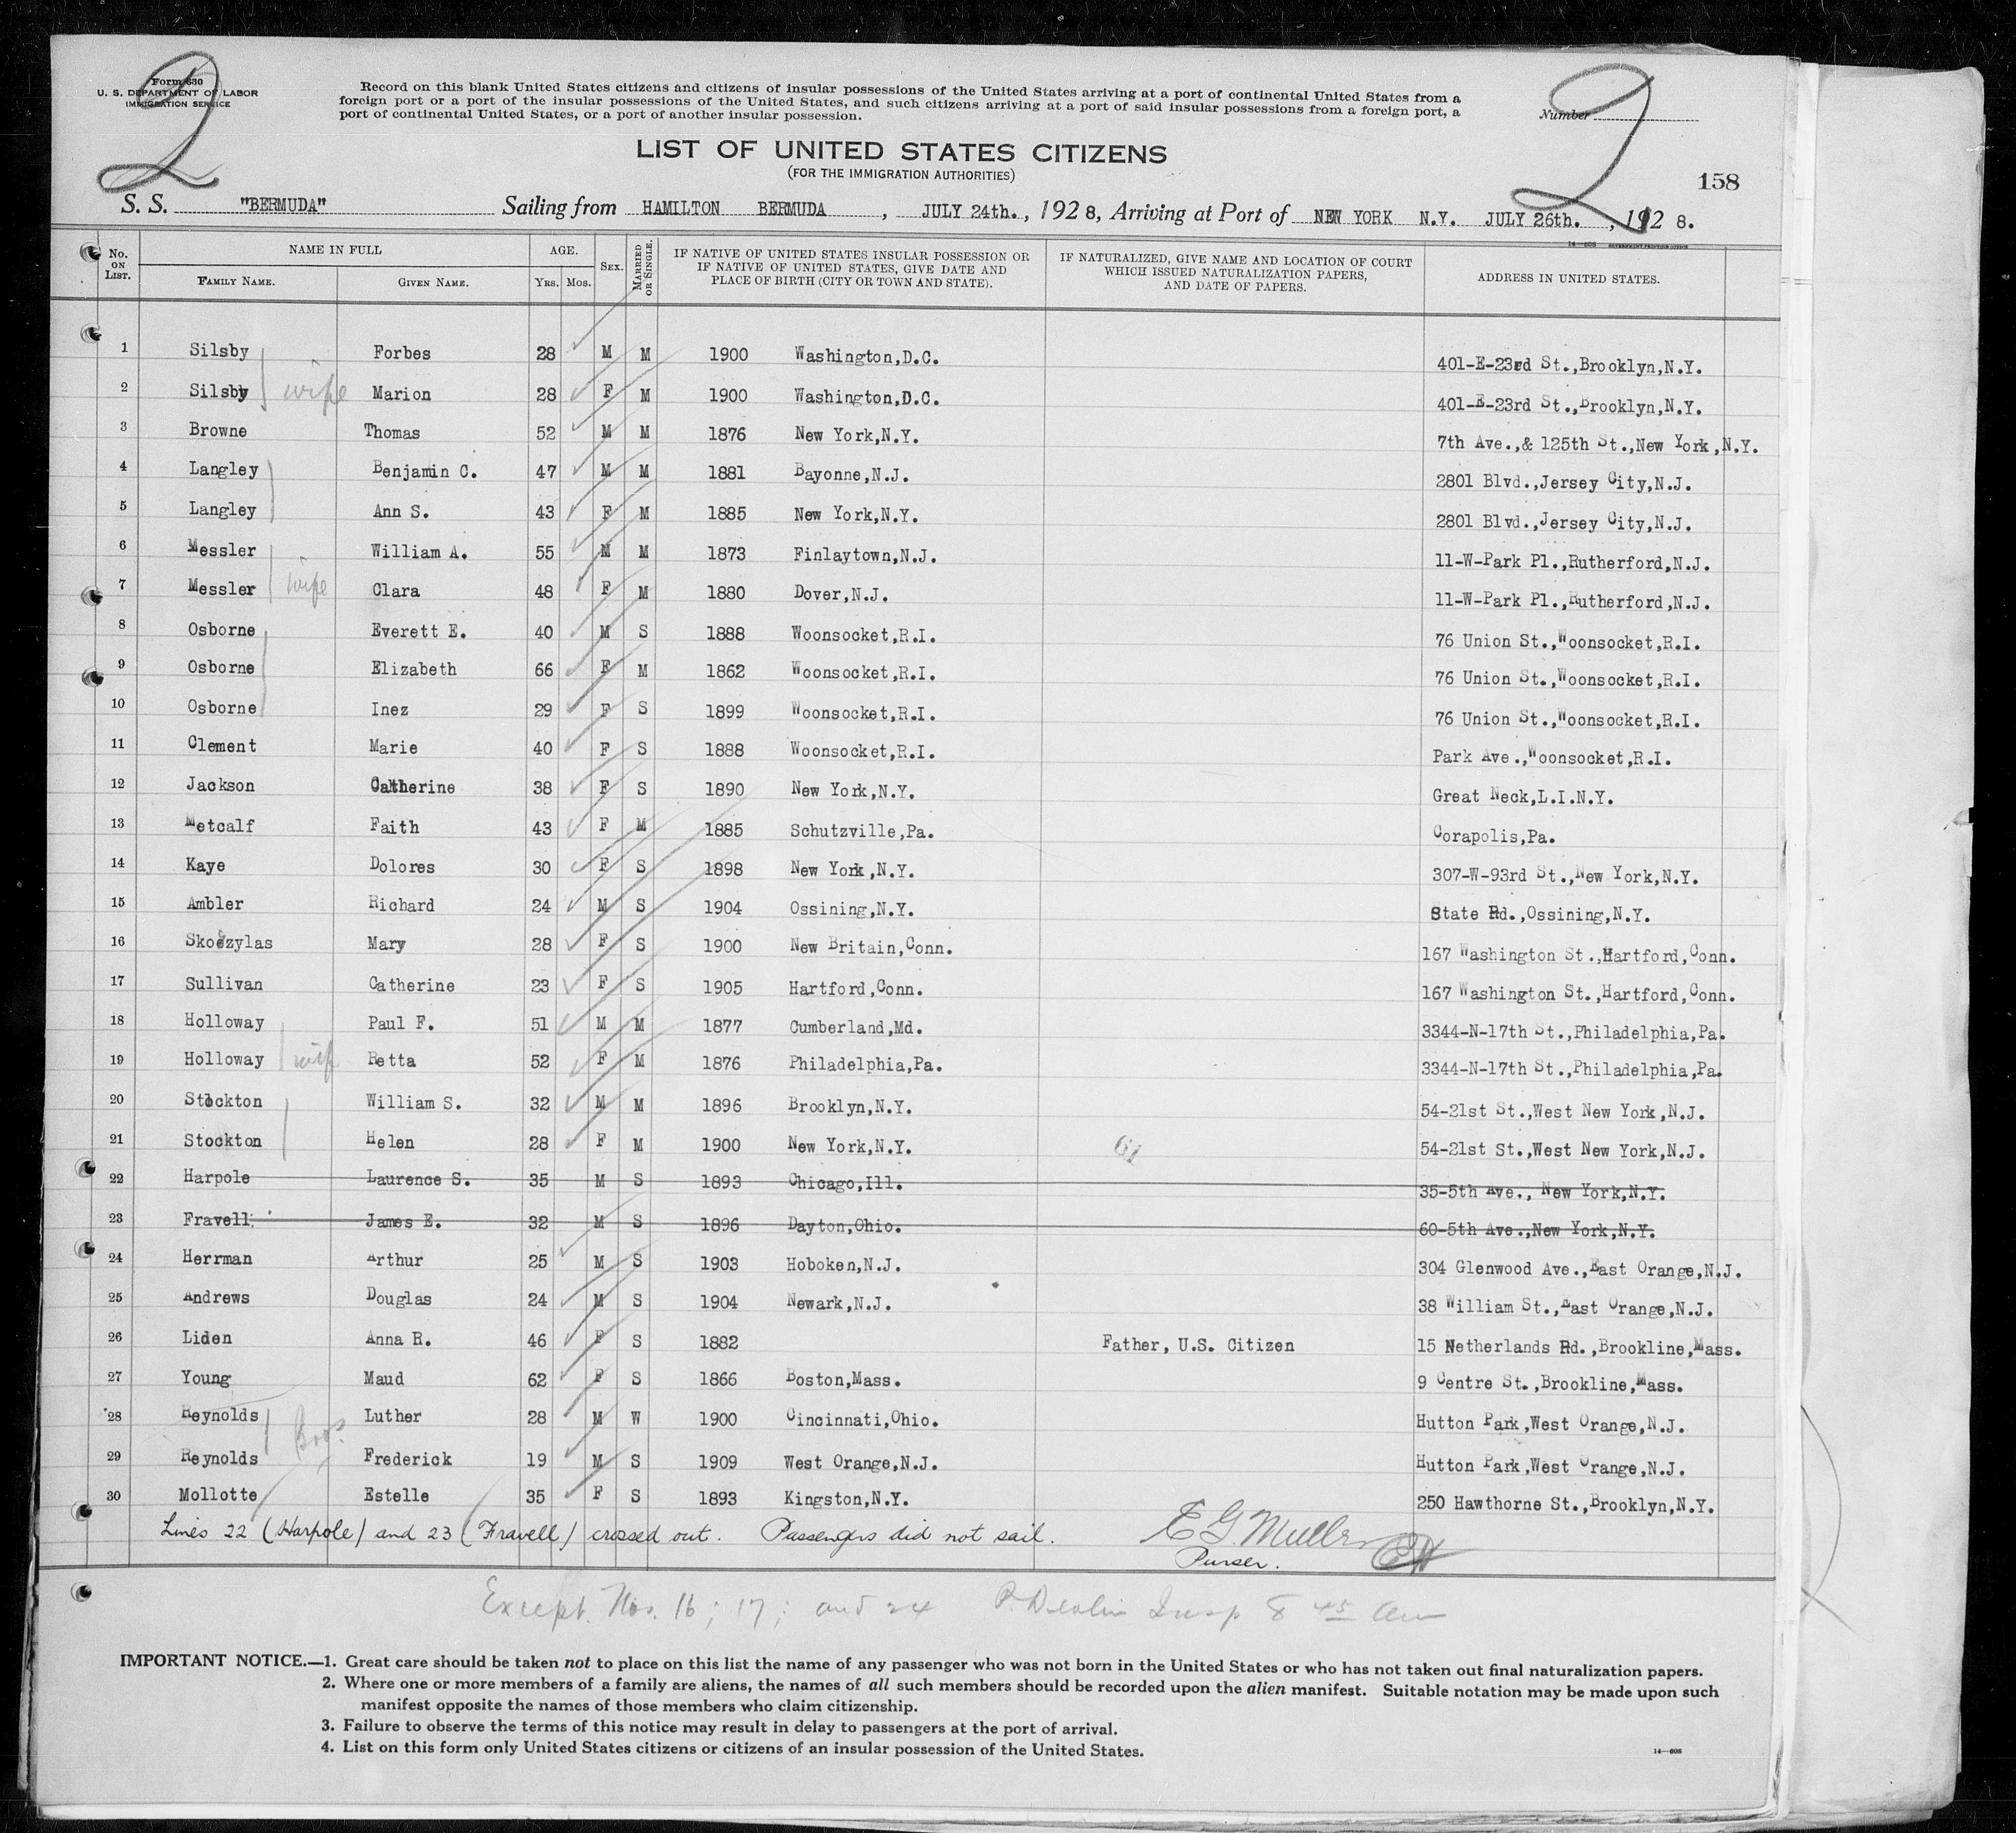 Form 630
U. S. DEPARTMENT OF LABOR
IMMIGRATION SERVICE
2
Record on this blank United States citizens and citizens of insular possessions of the United States arriving at a port of continental United States from a
foreign port or a port of the insular possessions of the United States, and such citizens arriving at a port of said insular possessions from a foreign port, a
port of continental United States, or a port of another insular possession.
Number
2
LIST OF UNITED STATES CITIZENS
(FOR THE IMMIGRATION AUTHORITIES)
158
S. S. "BERMUDA" Sailing from HAMILTON BERMUDA, JULY 24th., 1928, Arriving at Port of NEW YORK N.Y. JULY 26th., 1928.
14—608 GOVERNMENT PRINTING OFFICE
No. ON LIST. NAME IN FULL FAMILY NAME. GIVEN NAME. AGE. YRS. MOS. SEX. MARRIED OR SINGLE. IF NATIVE OF UNITED STATES INSULAR POSSESSION OR IF NATIVE OF UNITED STATES, GIVE DATE AND PLACE OF BIRTH (CITY OR TOWN AND STATE). IF NATURALIZED, GIVE NAME AND LOCATION OF COURT WHICH ISSUED NATURALIZATION PAPERS, AND DATE OF PAPERS. ADDRESS IN UNITED STATES.
1 Silsby Forbes 28 M M 1900 Washington,D.C. 401-E-23rd St.,Brooklyn,N.Y.
2 Silsby wife Marion 28 F M 1900 Washington,D.C. 401-E-23rd St.,Brooklyn,N.Y.
3 Browne Thomas 52 M M 1876 New York,N.Y. 7th Ave.,& 125th St.,New York,N.Y.
4 Langley Benjamin C. 47 M M 1881 Bayonne,N.J. 2801 Blvd.,Jersey City,N.J.
5 Langley Ann S. 43 F M 1885 New York,N.Y. 2801 Blvd.,Jersey City,N.J.
6 Messler William A. 55 M M 1873 Finlaytown,N.J. 11-W-Park Pl.,Rutherford,N.J.
7 Messler wife Clara 48 F M 1880 Dover,N.J. 11-W-Park Pl.,Rutherford,N.J.
8 Osborne Everett E. 40 M S 1888 Woonsocket,R.I. 76 Union St.,Woonsocket,R.I.
9 Osborne Elizabeth 66 F M 1862 Woonsocket,R.I. 76 Union St.,Woonsocket,R.I.
10 Osborne Inez 29 F S 1899 Woonsocket,R.I. 76 Union St.,Woonsocket,R.I.
11 Clement Marie 40 F S 1888 Woonsocket,R.I. Park Ave.,Woonsocket,R.I.
12 Jackson Catherine 38 F S 1890 New York,N.Y. Great Neck,L.I.N.Y.
13 Metcalf Faith 43 F M 1885 Schutzville,Pa. Corapolis,Pa.
14 Kaye Dolores 30 F S 1898 New York,N.Y. 307-W-93rd St.,New York,N.Y.
15 Ambler Richard 24 M S 1904 Ossining,N.Y. State Rd.,Ossining,N.Y.
16 Skoczylas Mary 28 F S 1900 New Britain,Conn. 167 Washington St.,Hartford,Conn.
17 Sullivan Catherine 23 F S 1905 Hartford,Conn. 167 Washington St.,Hartford,Conn.
18 Holloway Paul F. 51 M M 1877 Cumberland,Md. 3344-N-17th St.,Philadelphia,Pa.
19 Holloway wife Retta 52 F M 1876 Philadelphia,Pa. 3344-N-17th St.,Philadelphia,Pa.
20 Stockton William S. 32 M M 1896 Brooklyn,N.Y. 54-21st St.,West New York,N.J.
21 Stockton Helen 28 F M 1900 New York,N.Y. 61 54-21st St.,West New York,N.J.
22 Harpole Laurence S. 35 M S 1893 Chicago,Ill. 35-5th Ave., New York,N.Y.
23 Fravell James E. 32 M S 1896 Dayton,Ohio. 60-5th Ave.,New York,N.Y.
24 Herrman Arthur 25 M S 1903 Hoboken,N.J. 304 Glenwood Ave.,East Orange,N.J.
25 Andrews Douglas 24 M S 1904 Newark,N.J. 38 William St.,East Orange,N.J.
26 Liden Anna R. 46 F S 1882 Father, U.S. Citizen 15 Netherlands Rd.,Brookline,Mass.
27 Young Maud 62 F S 1866 Boston,Mass. 9 Centre St.,Brookline,Mass.
28 Reynolds Bros. Luther 28 M W 1900 Cincinnati,Ohio. Hutton Park,West Orange,N.J.
29 Reynolds Frederick 19 M S 1909 West Orange,N.J. Hutton Park,West Orange,N.J.
30 Mollotte Estelle 35 F S 1893 Kingston,N.Y. 250 Hawthorne St.,Brooklyn,N.Y.
Lines 22 (Harpole) and 23 (Fravell) crossed out. Passengers did not sail. E G Muller
Purser.
Except. Nos. 16; 17; and 24 P. Devlin Insp 8 45 am
IMPORTANT NOTICE.—1. Great care should be taken not to place on this list the name of any passenger who was not born in the United States or who has not taken out final naturalization papers.
2. Where one or more members of a family are aliens, the names of all such members should be recorded upon the alien manifest. Suitable notation may be made upon such
manifest opposite the names of those members who claim citizenship.
3. Failure to observe the terms of this notice may result in delay to passengers at the port of arrival.
4. List on this form only United States citizens or citizens of an insular possession of the United States.
14—608